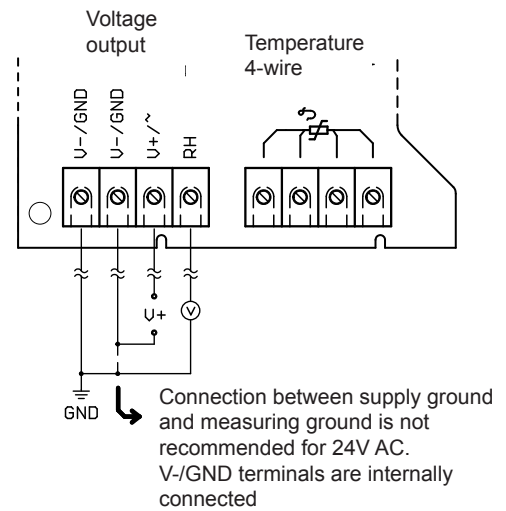 Voltage
output
Temperature
4-wire
V-/GND
V-/GND
V+/~
RH
V+
V
GND
Connection between supply ground
and measuring ground is not
recommended for 24V AC.
V-/GND terminals are internally
connected